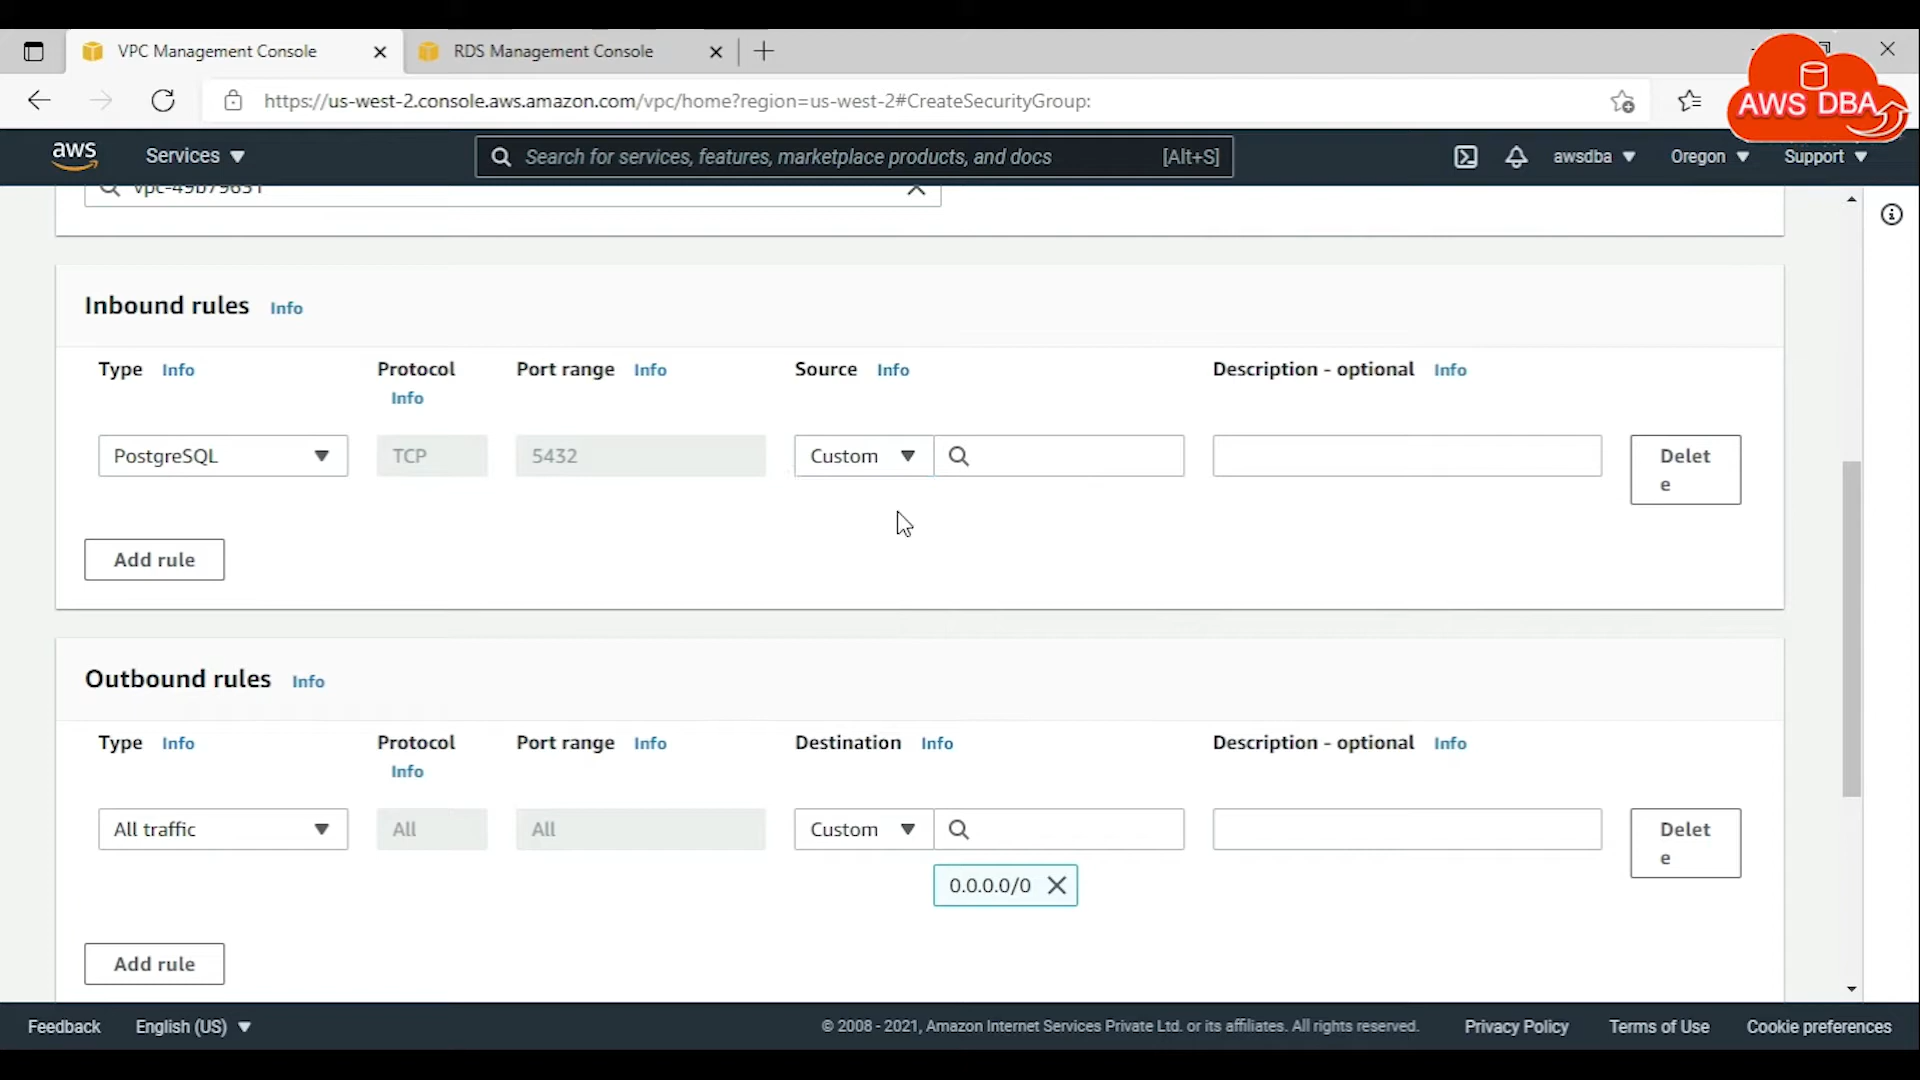 VPC Management Console
RDS Management Console
https://us-west-2.console.aws.amazon.com/vpc/home?region=us-west-2#CreateSecurityGroup:
AWS DBA
aws
Services
Search for services, features, marketplace products, and docs
[Alt+S]
awsdba
Oregon
Support
vpc-49b79631
Inbound rules Info
Type Info
Protocol
Info
Port range Info
Source Info
Description - optional Info
PostgreSQL
TCP
5432
Custom
Delet
e
Add rule
Outbound rules Info
Type Info
Protocol
Info
Port range Info
Destination Info
Description - optional Info
All traffic
All
All
Custom
Delet
e
0.0.0.0/0
Add rule
Feedback
English (US)
© 2008 - 2021, Amazon Internet Services Private Ltd. or its affiliates. All rights reserved.
Privacy Policy
Terms of Use
Cookie preferences